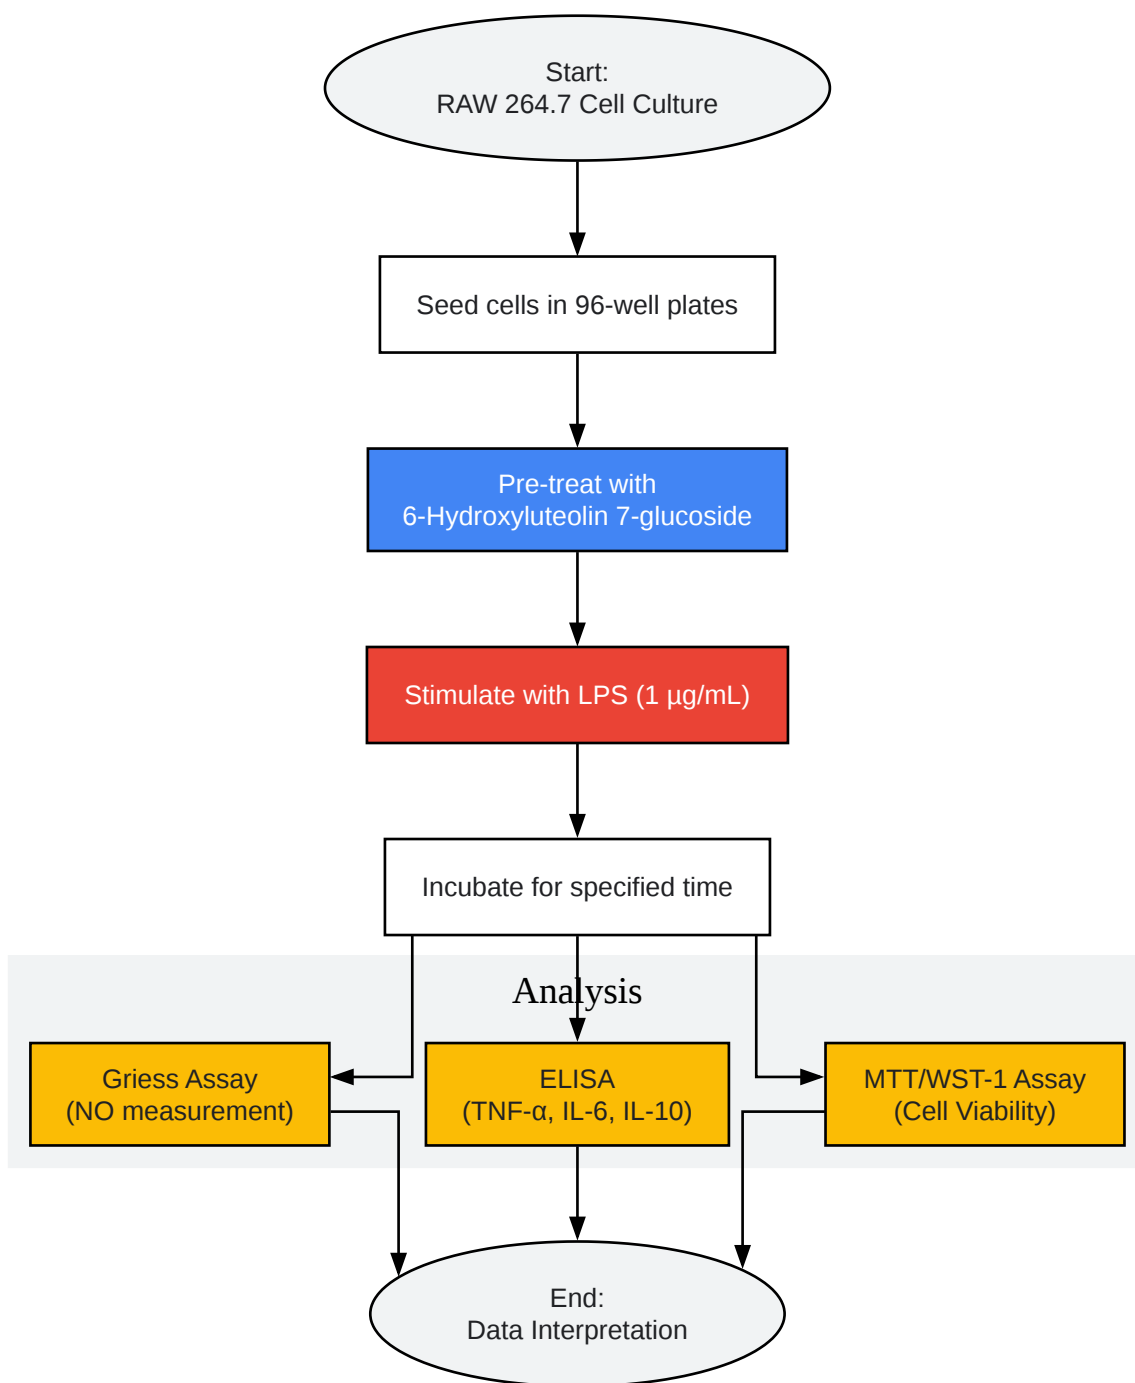 Start:
RAW 264.7 Cell Culture
Seed cells in 96-well plates
Pre-treat with
6-Hydroxyluteolin 7-glucoside
Stimulate with LPS (1 µg/mL)
Incubate for specified time
Analysis
Griess Assay
(NO measurement)
ELISA
(TNF-α, IL-6, IL-10)
MTT/WST-1 Assay
(Cell Viability)
End:
Data Interpretation